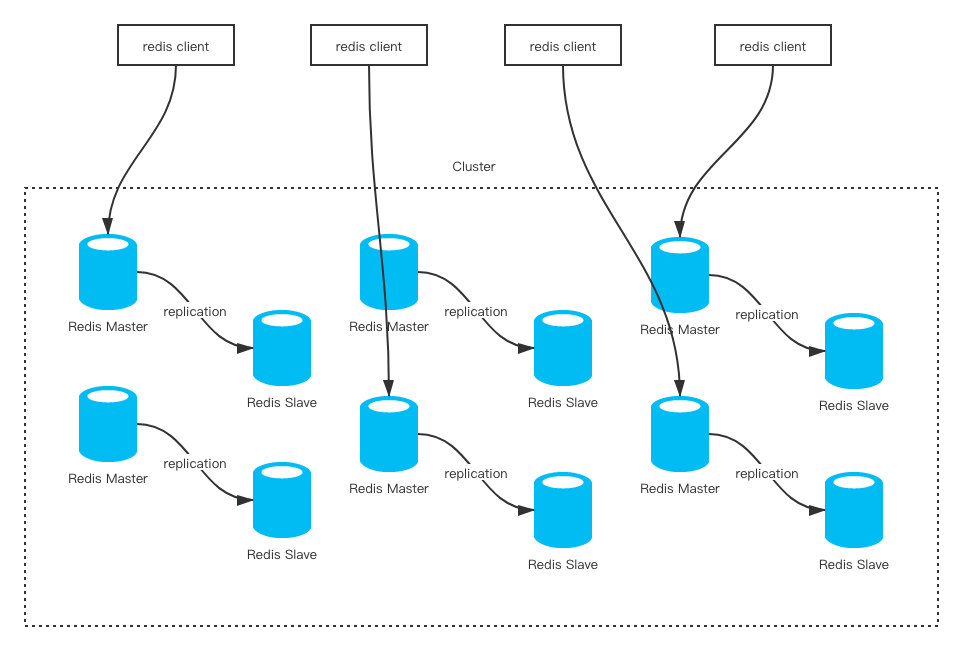 redis client
redis client
redis client
redis client
Cluster
replication
Redis Master
replication
Redis Master
replication
Redis Master
Redis Slave
Redis Slave
Redis Slave
replication
Redis Master
replication
Redis Master
replication
Redis Master
Redis Slave
Redis Slave
Redis Slave